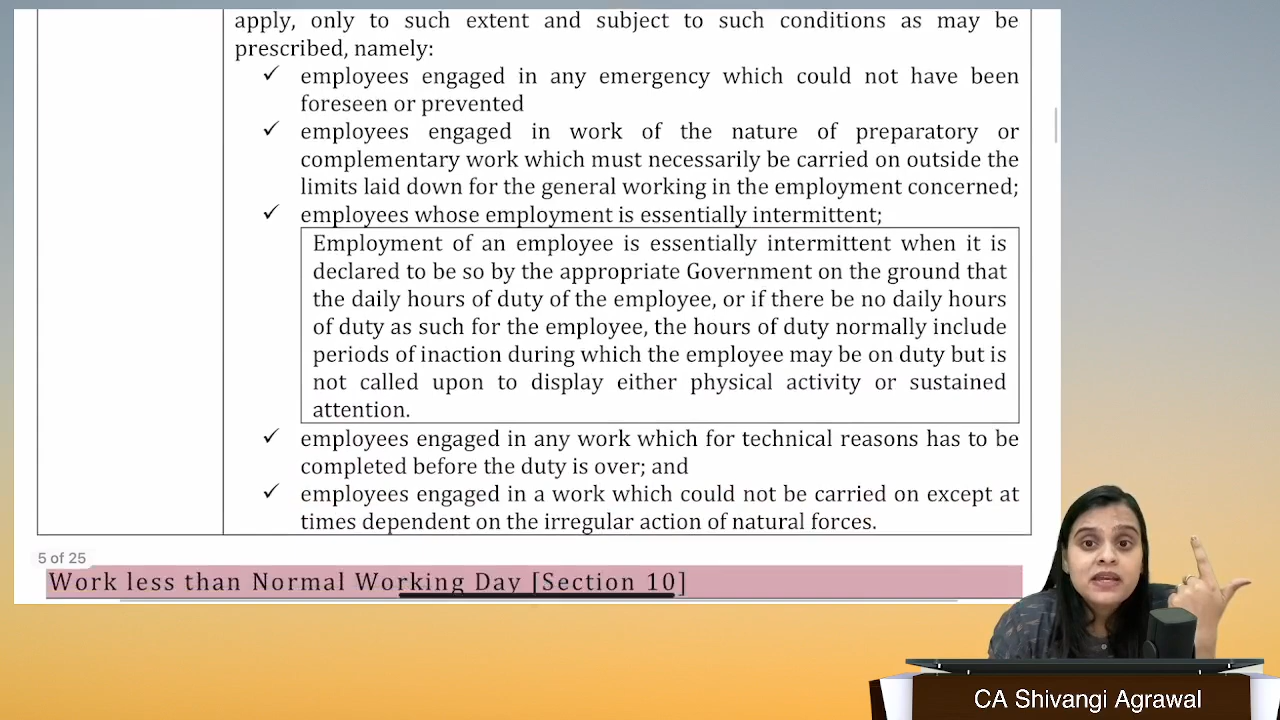 apply, only to such extent and subject to such conditions as may be
prescribed, namely:
✓ employees engaged in any emergency which could not have been
foreseen or prevented
✓ employees engaged in work of the nature of preparatory or
complementary work which must necessarily be carried on outside the
limits laid down for the general working in the employment concerned;
✓ employees whose employment is essentially intermittent;
Employment of an employee is essentially intermittent when it is
declared to be so by the appropriate Government on the ground that
the daily hours of duty of the employee, or if there be no daily hours
of duty as such for the employee, the hours of duty normally include
periods of inaction during which the employee may be on duty but is
not called upon to display either physical activity or sustained
attention.
✓ employees engaged in any work which for technical reasons has to be
completed before the duty is over; and
✓ employees engaged in a work which could not be carried on except at
times dependent on the irregular action of natural forces.
5 of 25
Work less than Normal Working Day [Section 10]
CA Shivangi Agrawal